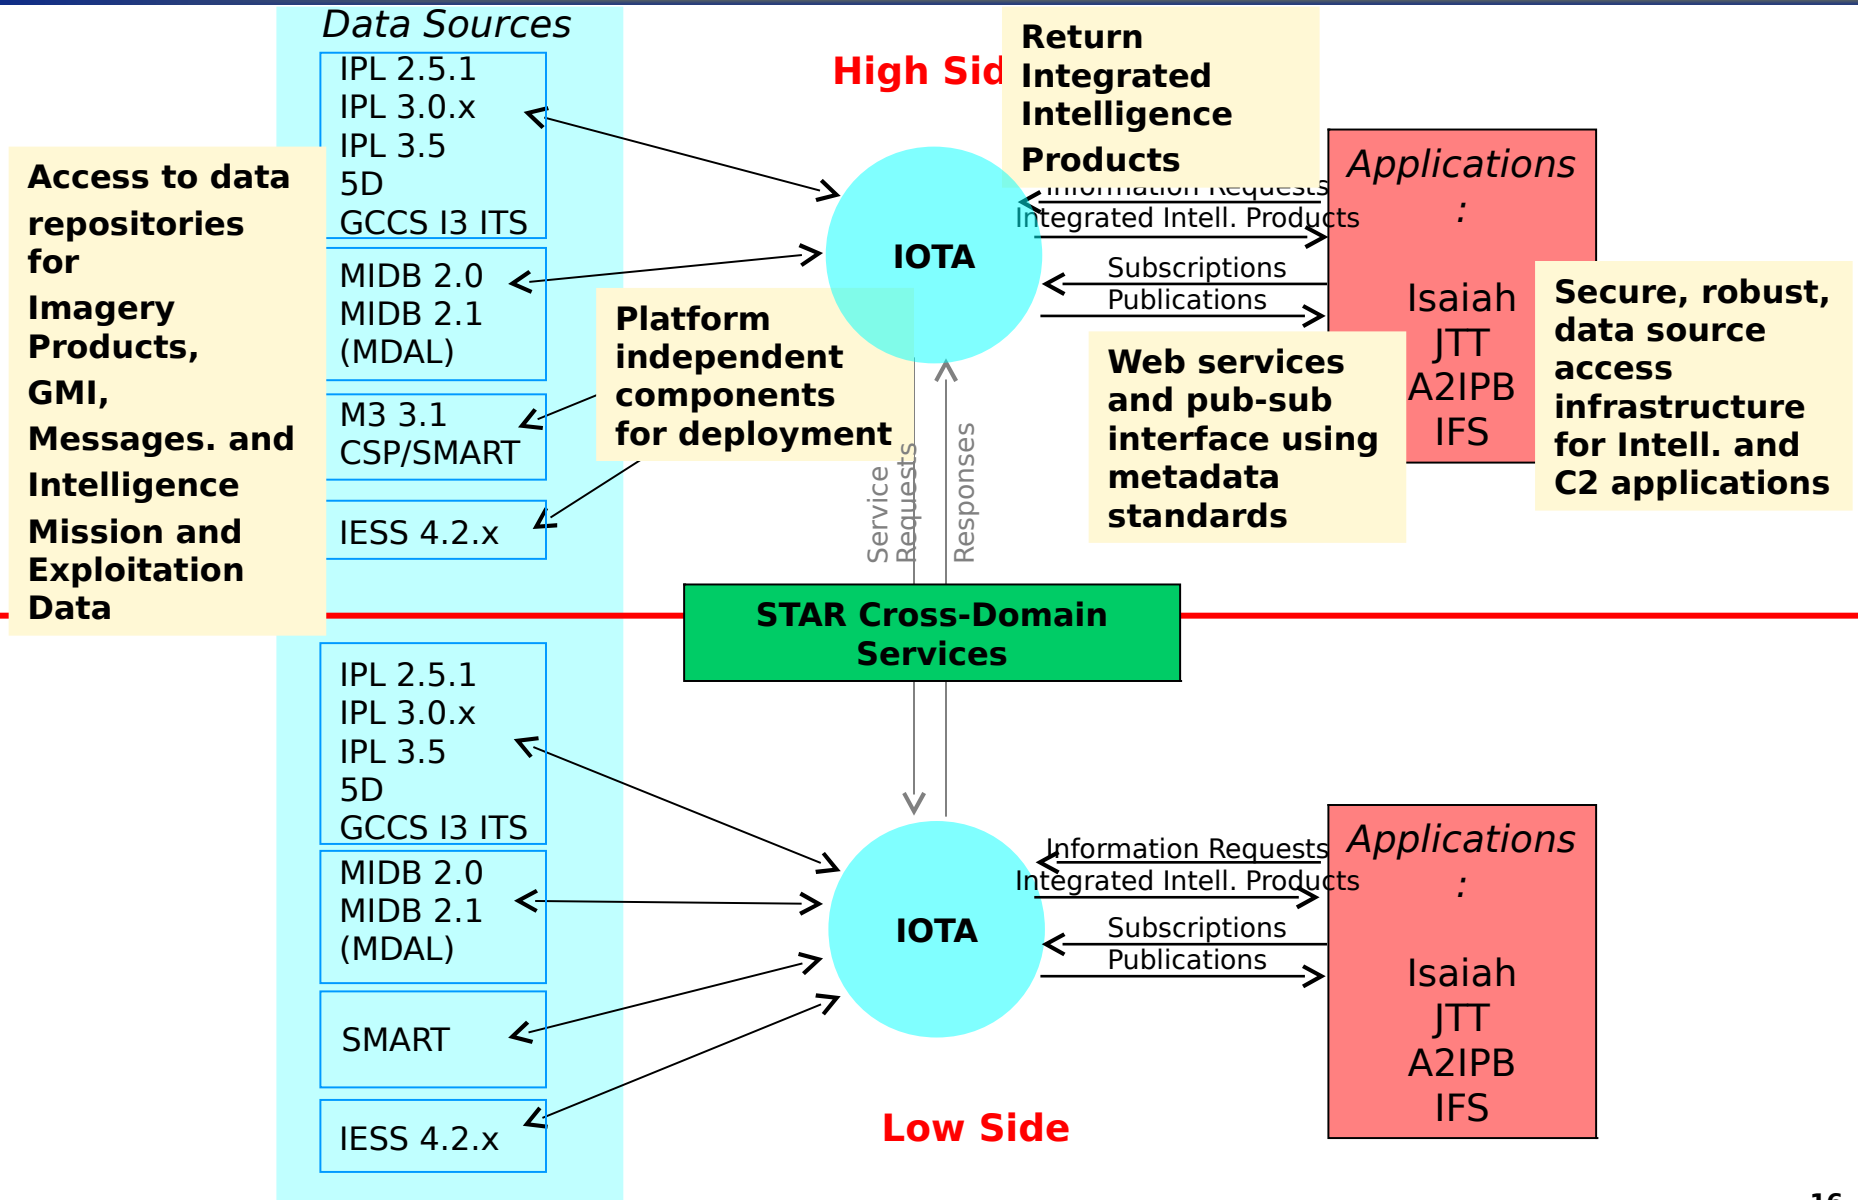 Data Sources
IPL 2.5.1
IPL 3.0.x
IPL 3.5
5D
GCCS I3 ITS
MIDB 2.0
MIDB 2.1
(MDAL)
M3 3.1
CSP/SMART
IESS 4.2.x
Access to data
repositories
for
Imagery
Products,
GMI,
Messages. and
Intelligence
Mission and
Exploitation
Data
High Sid
Return
Integrated
Intelligence
Products
IOTA
Information Requests
Integrated Intell. Products
Subscriptions
Publications
Applications
:
Isaiah
JTT
A2IPB
IFS
Platform
independent
components
for deployment
Web services
and pub-sub
interface using
metadata
standards
Secure, robust,
data source
access
infrastructure
for Intell. and
C2 applications
Service
Requests
Responses
STAR Cross-Domain
Services
IPL 2.5.1
IPL 3.0.x
IPL 3.5
5D
GCCS I3 ITS
MIDB 2.0
MIDB 2.1
(MDAL)
SMART
IESS 4.2.x
IOTA
Information Requests
Integrated Intell. Products
Subscriptions
Publications
Applications
:
Isaiah
JTT
A2IPB
IFS
Low Side